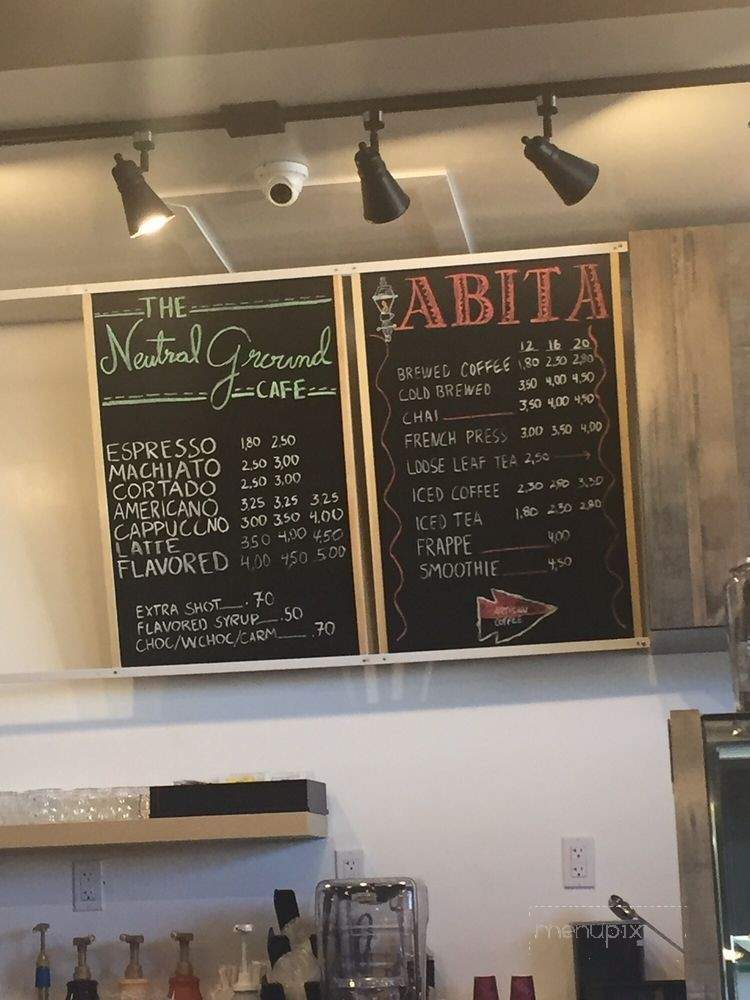 THE
Neutral Ground
CAFE
ESPRESSO 1,80 2,50
MACHIATO 2,50 3,00
CORTADO 2,50 3,00
AMERICANO 3,25 3,25 3,25
CAPPUCCNO 3,00 3,50 4,00
LATTE 3,50 4,00 4,50
FLAVORED 4,00 4,50 5,00
EXTRA SHOT .70
FLAVORED SYRUP .50
CHOC/WCHOC/CARM .70
ABITA
12 16 20
BREWED COFFEE 1,80 2,30 2,80
COLD BREWED 3,50 4,00 4,50
CHAI 3,50 4,00 4,50
FRENCH PRESS 3,00 3,50 4,00
LOOSE LEAF TEA 2,50
ICED COFFEE 2,30 2,80 3,30
ICED TEA 1,80 2,30 2,80
FRAPPE 4,00
SMOOTHIE 4,50
ARTESIAN
COFFEE
menupix